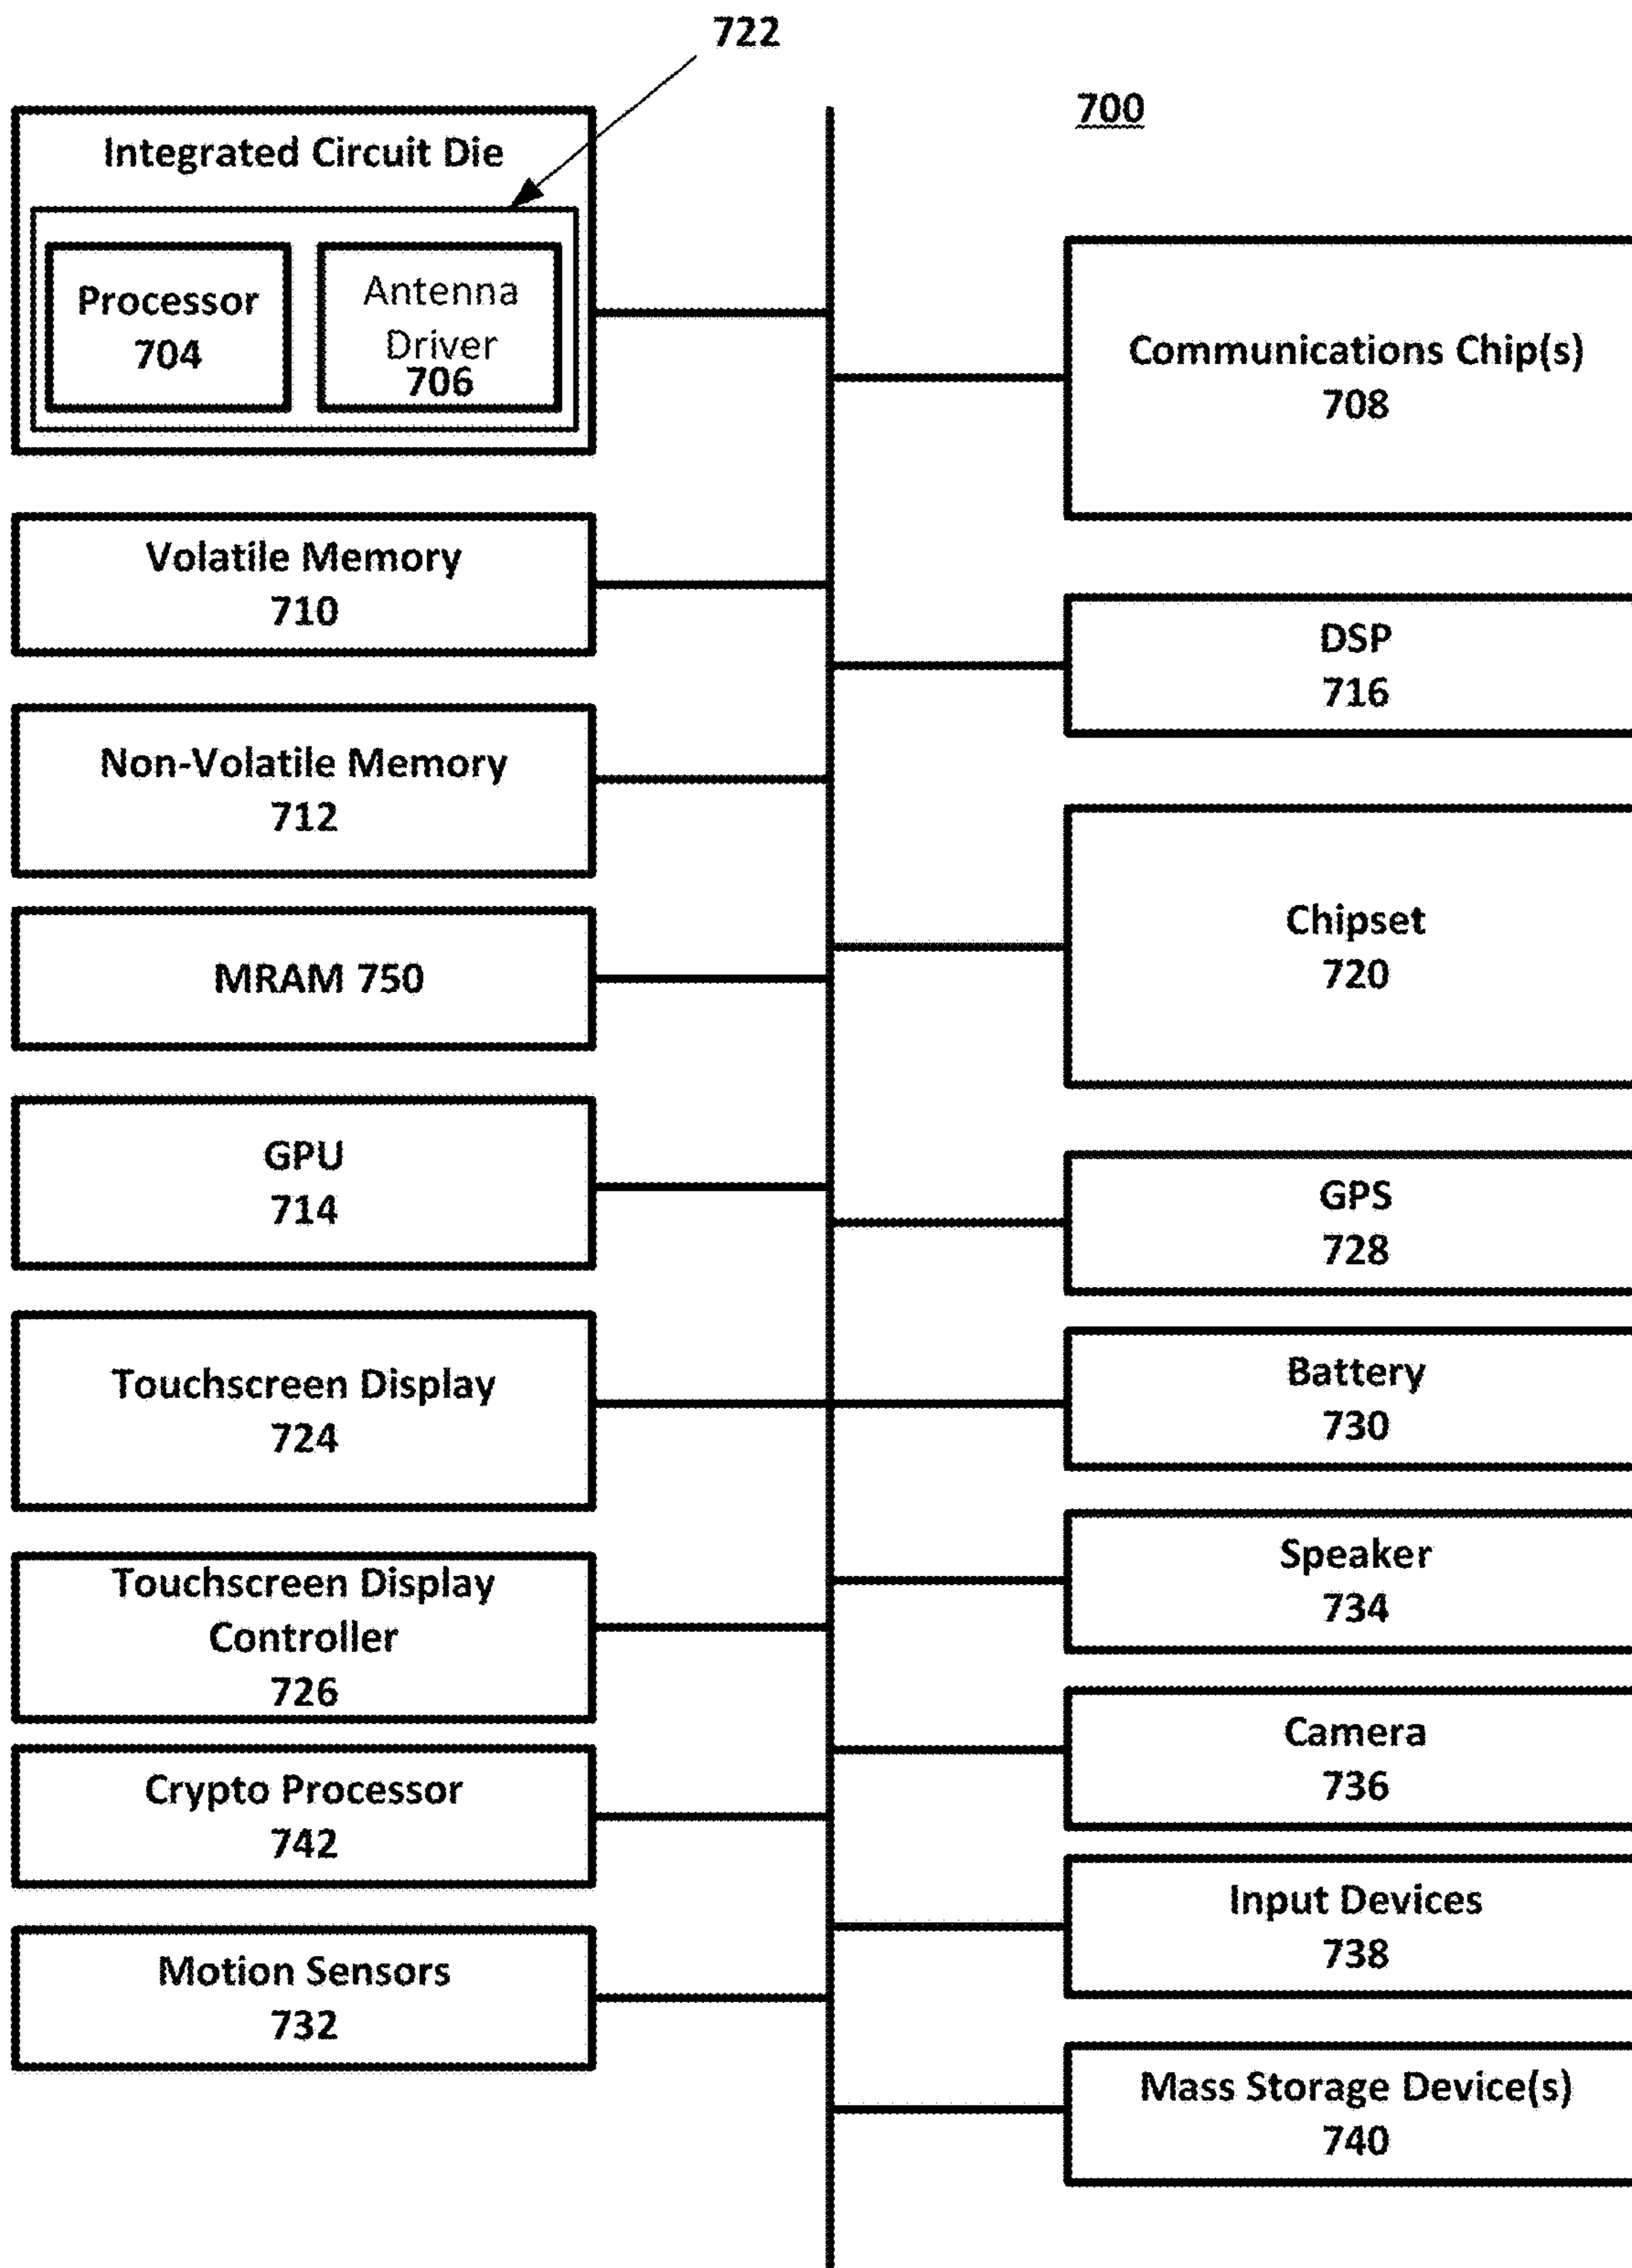 722
700
Integrated Circuit Die
Processor
704
Antenna
Driver
706
Volatile Memory
710
Non-Volatile Memory
712
MRAM 750
GPU
714
Touchscreen Display
724
Touchscreen Display
Controller
726
Crypto Processor
742
Motion Sensors
732
Communications Chip(s)
708
DSP
716
Chipset
720
GPS
728
Battery
730
Speaker
734
Camera
736
Input Devices
738
Mass Storage Device(s)
740